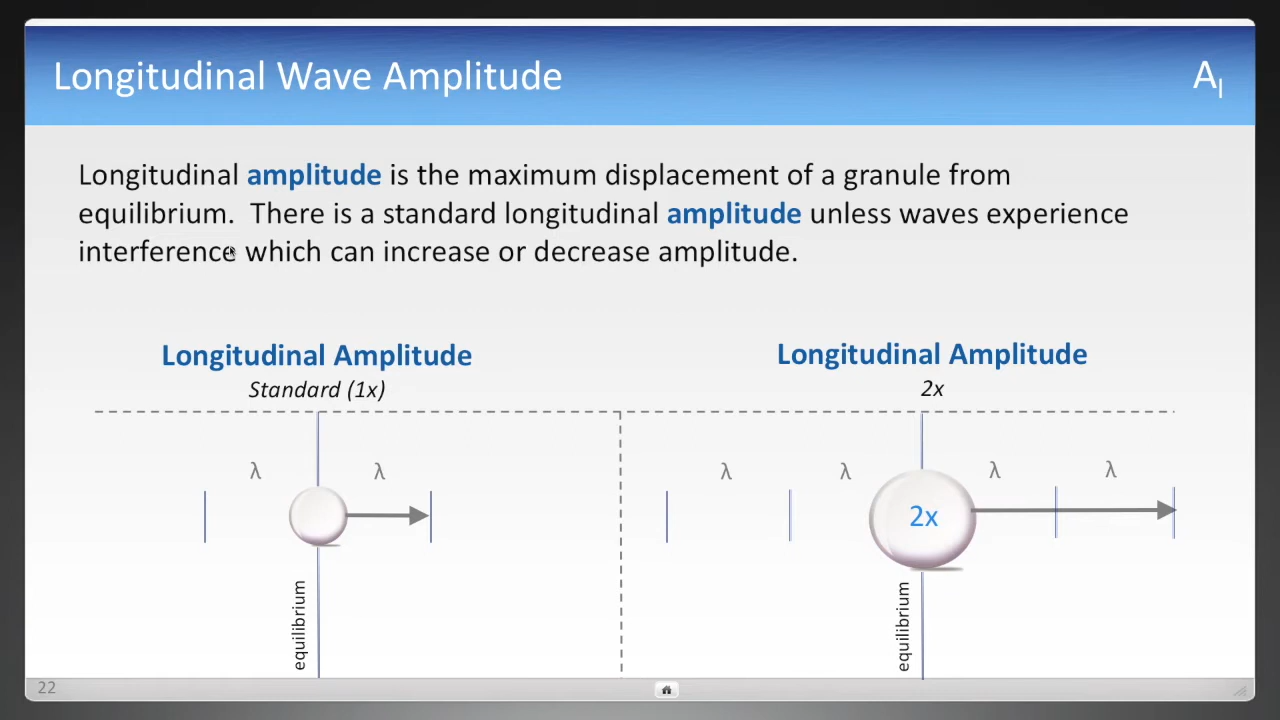 Longitudinal Wave Amplitude
Al
Longitudinal amplitude is the maximum displacement of a granule from
equilibrium. There is a standard longitudinal amplitude unless waves experience
interference which can increase or decrease amplitude.
Longitudinal Amplitude
Standard (1x)
λ λ
equilibrium
Longitudinal Amplitude
2x
λ λ λ λ
2x
equilibrium
22